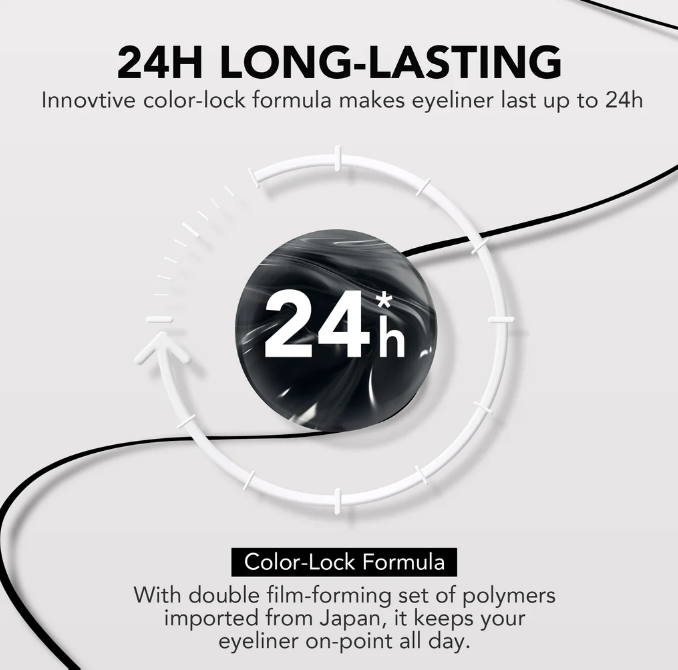 24H LONG-LASTING
Innovtive color-lock formula makes eyeliner last up to 24h
24h*
Color-Lock Formula
With double film-forming set of polymers
imported from Japan, it keeps your
eyeliner on-point all day.